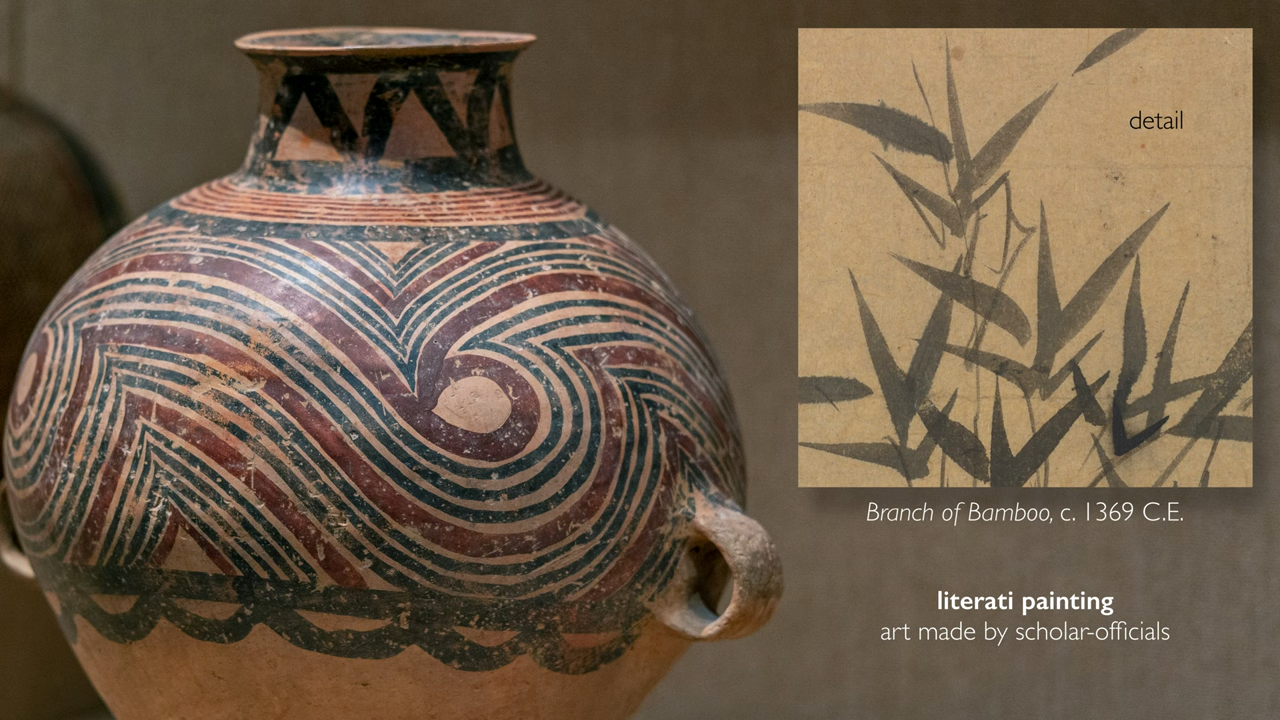 detail
Branch of Bamboo, c. 1369 C.E.
literati painting
art made by scholar-officials